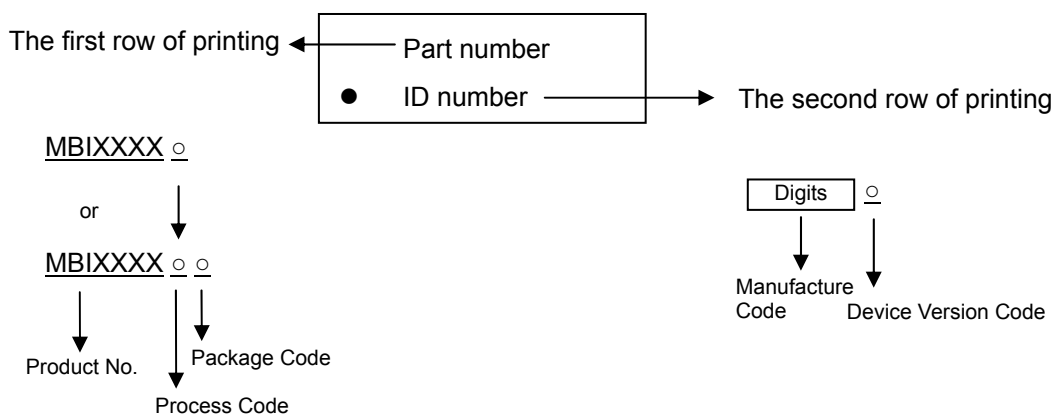 The first row of printing
Part number
● ID number
The second row of printing
MBIXXXX ○
or
MBIXXXX ○ ○
Product No.
Package Code
Process Code
Digits ○
Manufacture
Code
Device Version Code